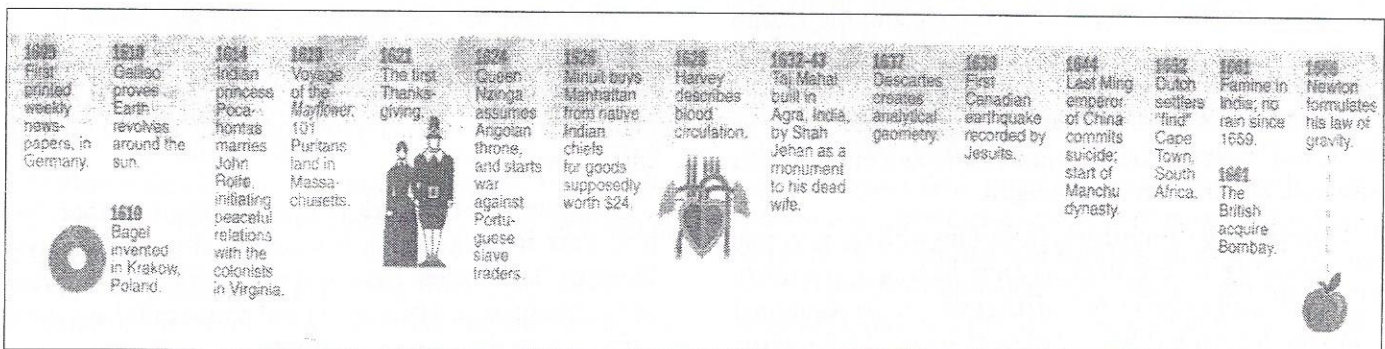 1609
First
printed
weekly
news-
papers, in
Germany.
1610
Galileo
proves
Earth
revolves
around the
sun.
1610
Bagel
invented
in Krakow,
Poland.
1614
Indian
princess
Poca-
hontas
marries
John
Rolfe,
initiating
peaceful
relations
with the
colonists
in Virginia.
Voyage
of the
Mayflower.
101
Puritans
land in
Massa-
chusetts.
1621
The first
Thanks-
giving.
1624
Queen
Nzinga
assumes
Angolan
throne,
and starts
war
against
Portu-
guese
slave
traders.
1626
Minuit buys
Manhattan
from native
Indian
chiefs
for goods
supposedly
worth $24.
1628
Harvey
describes
blood
circulation.
1632-43
Taj Mahal
built in
Agra, India,
by Shah
Jehan as a
monument
to his dead
wife.
1637
Descartes
creates
analytical
geometry.
First
Canadian
earthquake
recorded by
Jesuits.
1644
Last Ming
emperor
of China
commits
suicide;
start of
Manchu
dynasty.
1652
Dutch
settlers
"find"
Cape
Town,
South
Africa.
1661
Famine in
India; no
rain since
1659.
1661
The
British
acquire
Bombay.
1666
Newton
formulates
his law of
gravity.